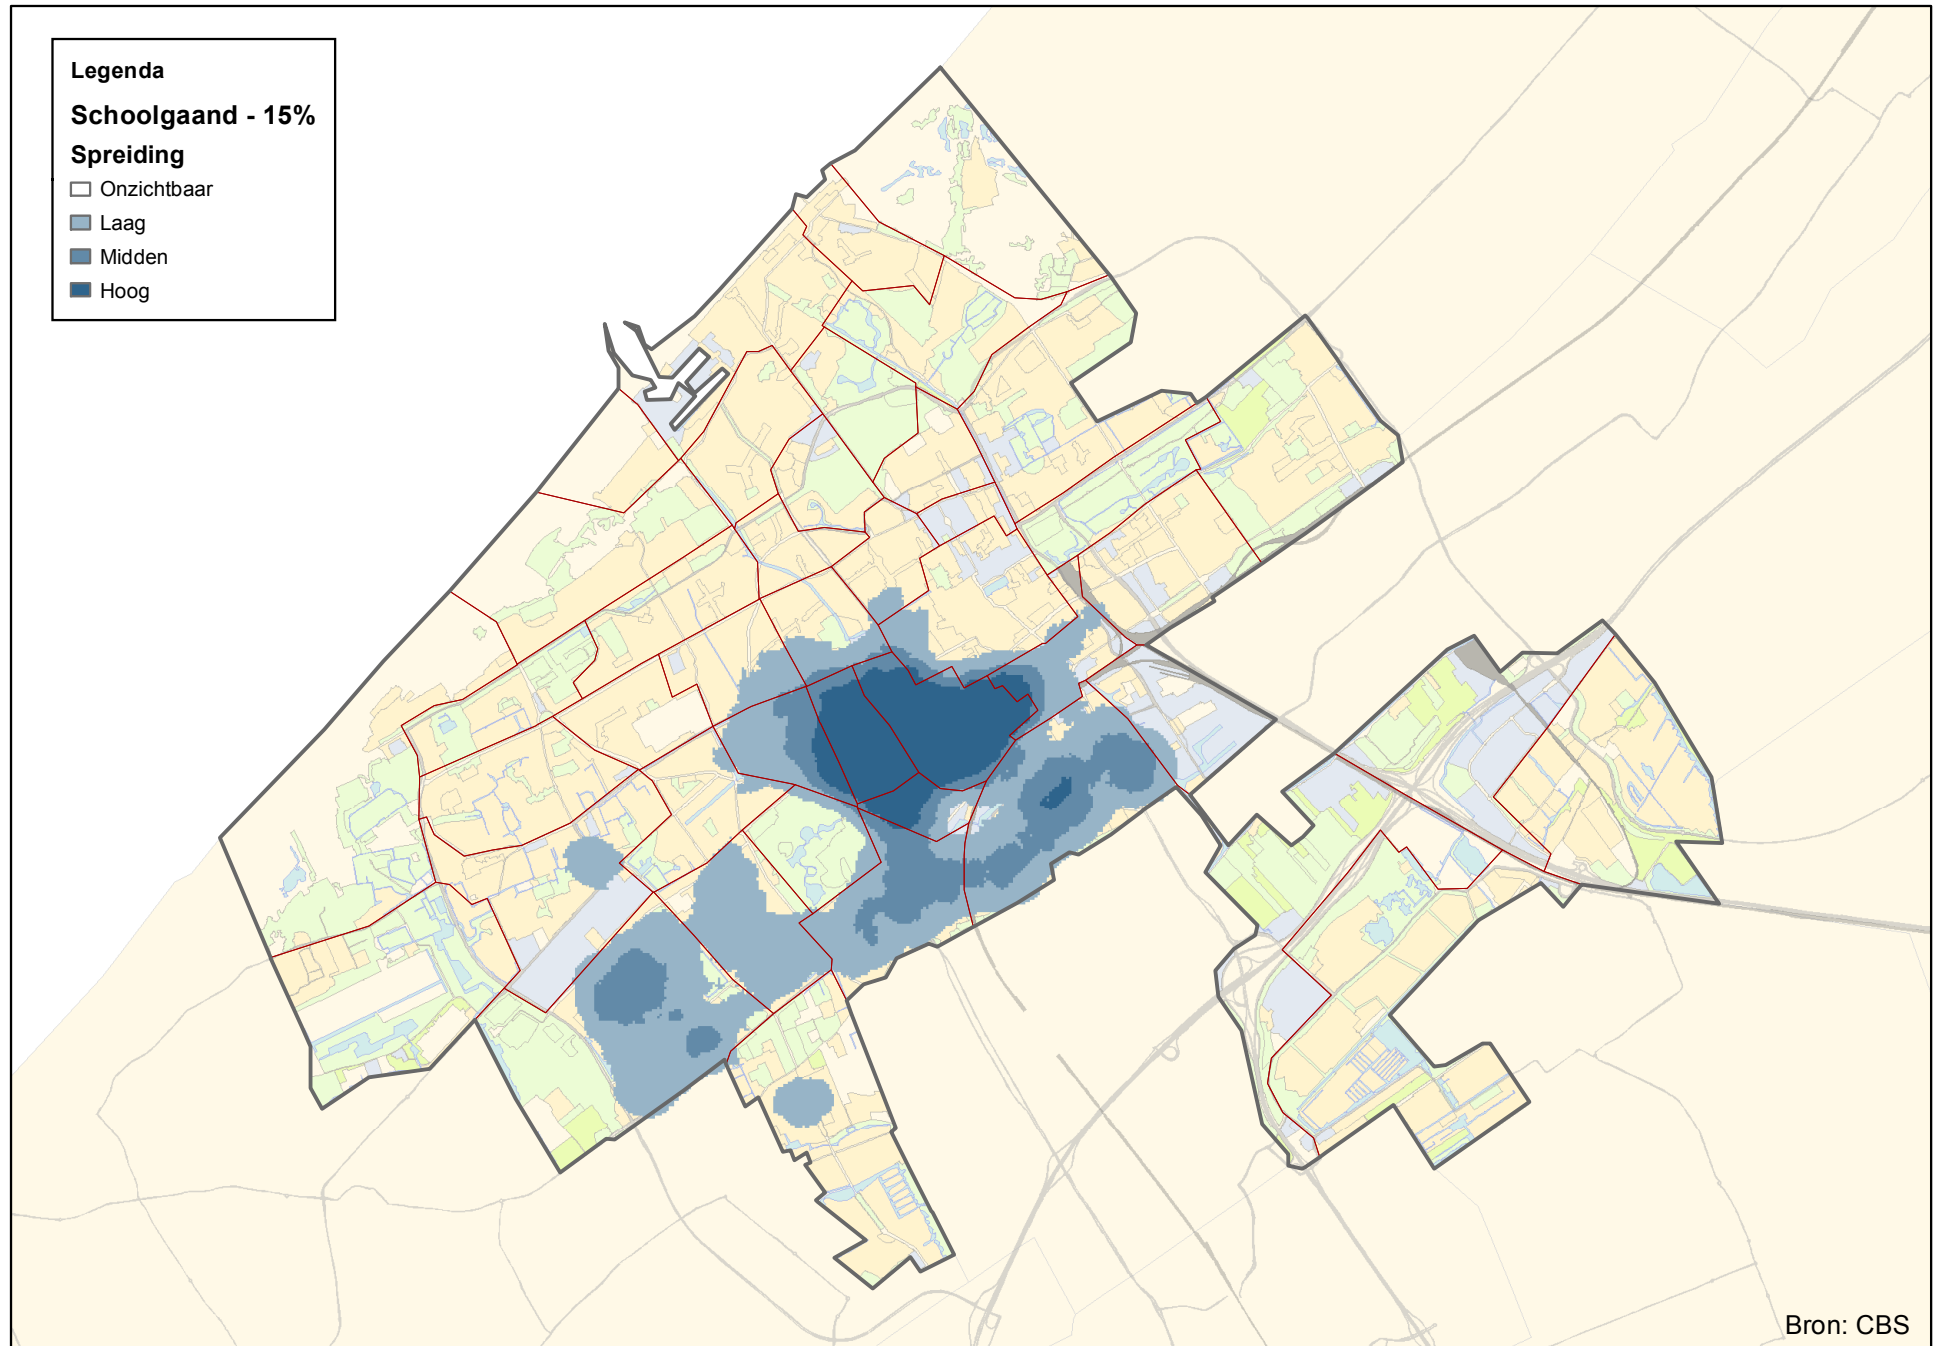 Legenda
Schoolgaand - 15%
Spreiding
Onzichtbaar
Laag
Midden
Hoog
Bron: CBS